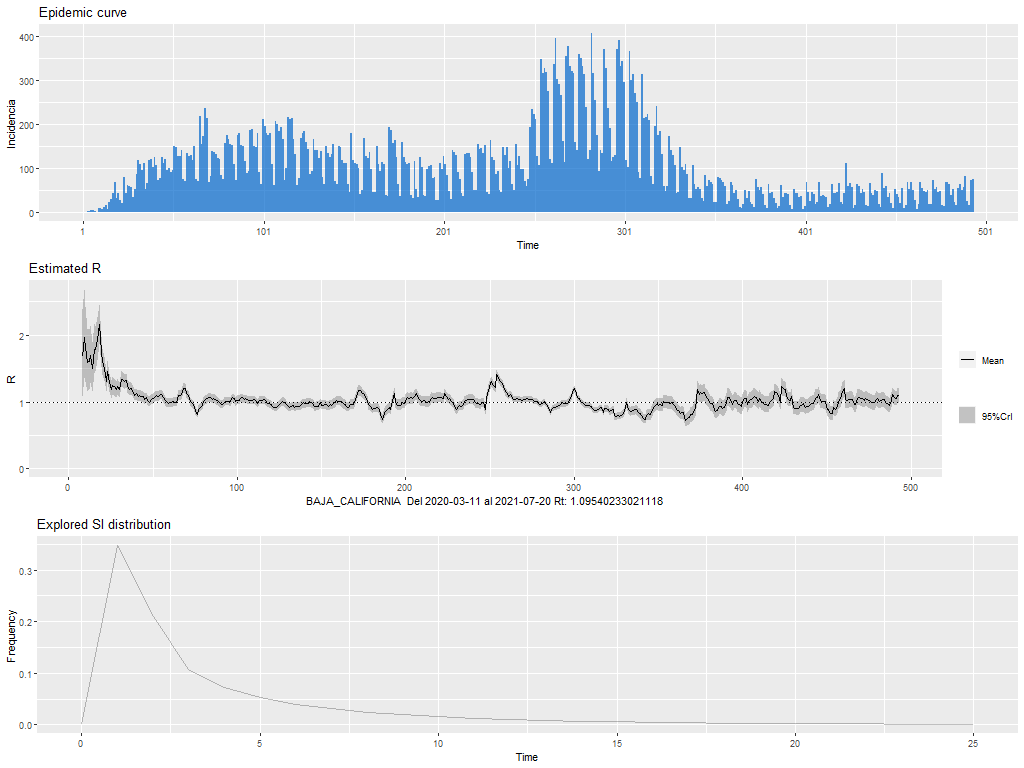 Epidemic curve
400
300
200
100
0
Incidencia
1
101
201
301
401
501
Time
Estimated R
2
1
0
R
Mean
95%CrI
0
100
200
300
400
500
BAJA_CALIFORNIA Del 2020-03-11 al 2021-07-20 Rt: 1.09540233021118
Explored SI distribution
0.3
0.2
0.1
0.0
Frequency
0
5
10
15
20
25
Time